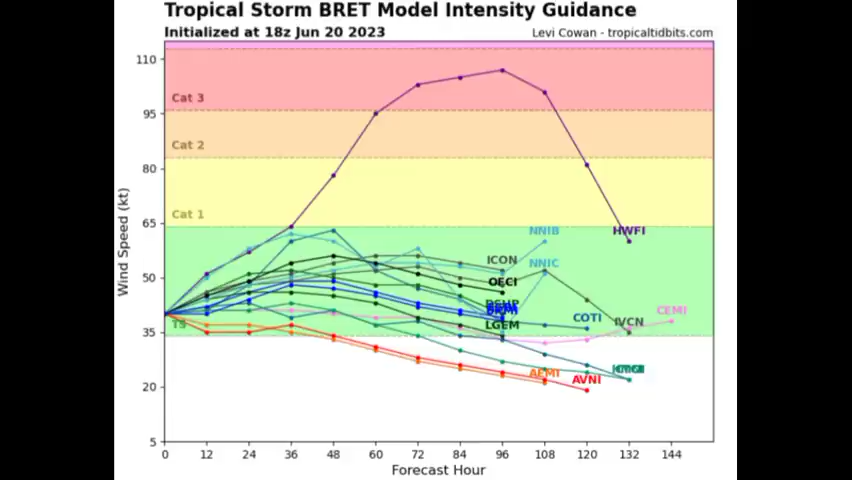 Tropical Storm BRET Model Intensity Guidance
Initialized at 18z Jun 20 2023 Levi Cowan - tropicaltidbits.com
110
Cat 3
95
Cat 2
80
Cat 1
65
NNIB HWFI
ICON NNIC
50
OFCI
CEMI
COTI IVCN
LGEM
35
TS
AEMI AVNI
20
5
0 12 24 36 48 60 72 84 96 108 120 132 144
Forecast Hour
Wind Speed (kt)